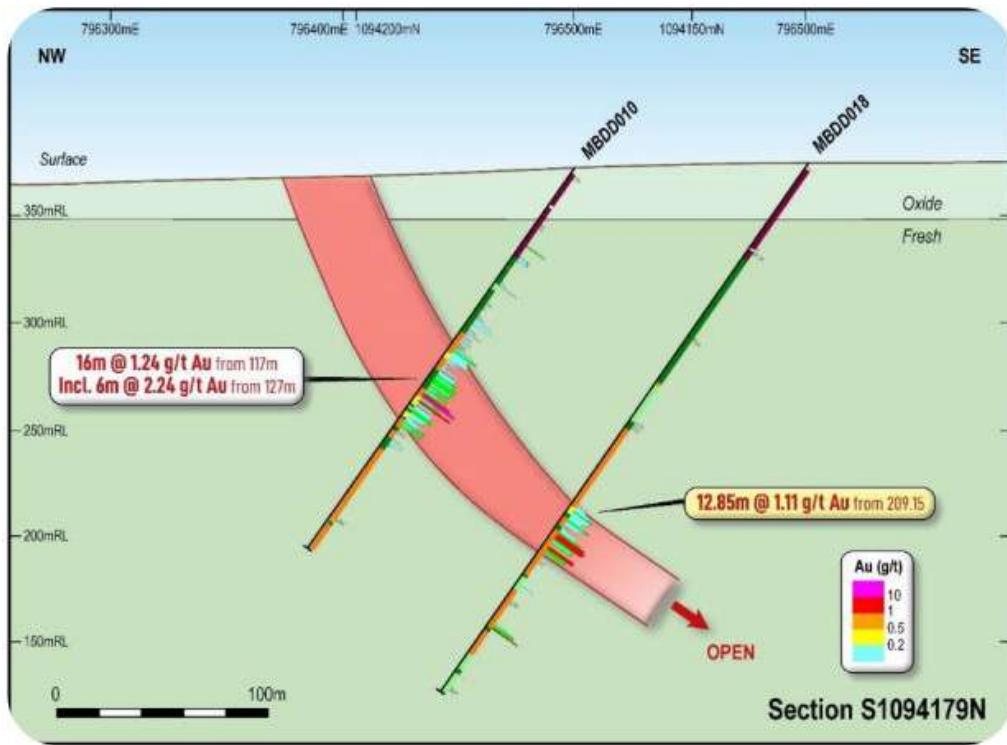 796300mE 796400mE 1094200mN 796500mE 1094150mN 796500mE
NW SE
MBDD010 MBDD018
Surface
350mRL
Oxide
Fresh
300mRL
16m @ 1.24 g/t Au from 117m
Incl. 6m @ 2.24 g/t Au from 127m
250mRL
12.85m @ 1.11 g/t Au from 209.15
200mRL
Au (g/t)
10
1
0.5
0.2
150mRL
OPEN
0 100m
Section S1094179N